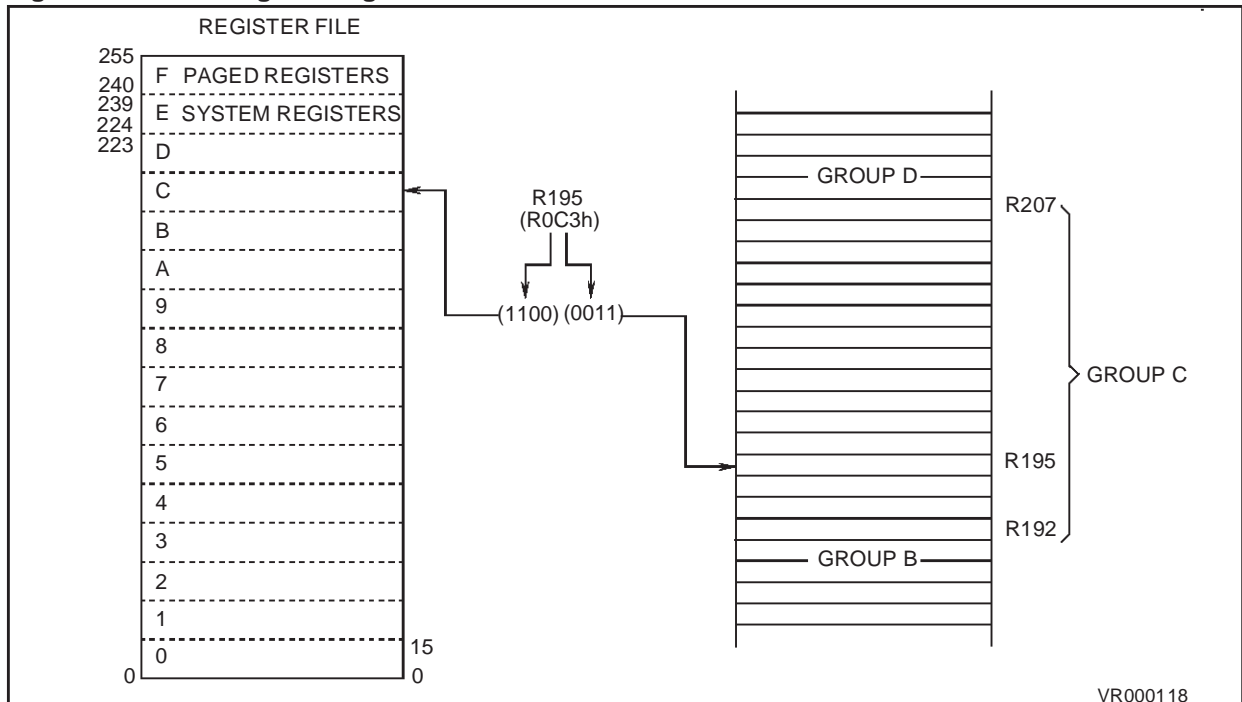 REGISTER FILE
255
240
239
224
223
F PAGED REGISTERS
E SYSTEM REGISTERS
D
C
B
A
9
8
7
6
5
4
3
2
1
0
15
0
0
R195
(R0C3h)
(1100) (0011)
GROUP D
R207
GROUP C
R195
R192
GROUP B
VR000118